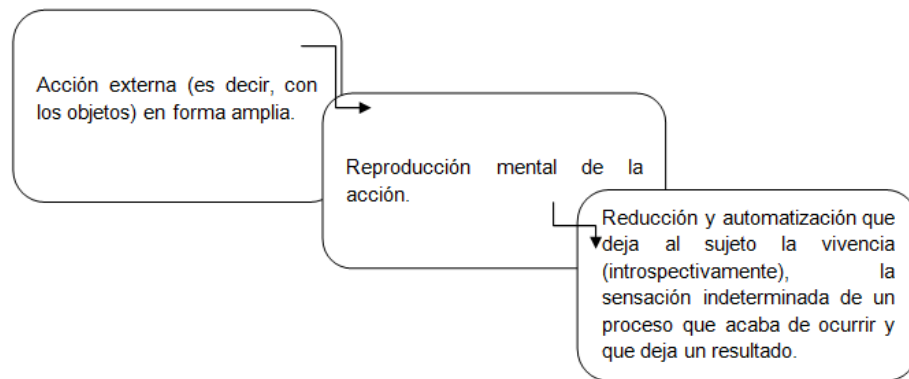 Acción externa (es decir, con
los objetos) en forma amplia.
Reproducción mental de la
acción.
Reducción y automatización que
deja al sujeto la vivencia
(introspectivamente), la
sensación indeterminada de un
proceso que acaba de ocurrir y
que deja un resultado.